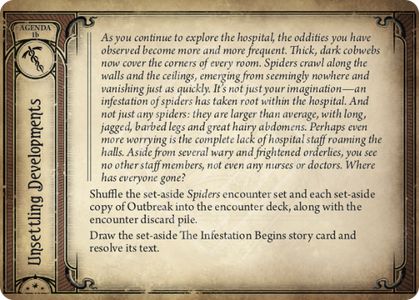 AGENDA
1b
Unsettling Developments
As you continue to explore the hospital, the oddities you have
observed become more and more frequent. Thick, dark cobwebs
now cover the corners of every room. Spiders crawl along the
walls and the ceilings, emerging from seemingly nowhere and
vanishing just as quickly. It's not just your imagination—an
infestation of spiders has taken root within the hospital. And
not just any spiders: they are larger than average, with long,
jagged, barbed legs and great hairy abdomens. Perhaps even
more worrying is the complete lack of hospital staff roaming the
halls. Aside from several wary and frightened orderlies, you see
no other staff members, not even any nurses or doctors. Where
has everyone gone?
Shuffle the set-aside Spiders encounter set and each set-aside
copy of Outbreak into the encounter deck, along with the
encounter discard pile.
Draw the set-aside The Infestation Begins story card and
resolve its text.